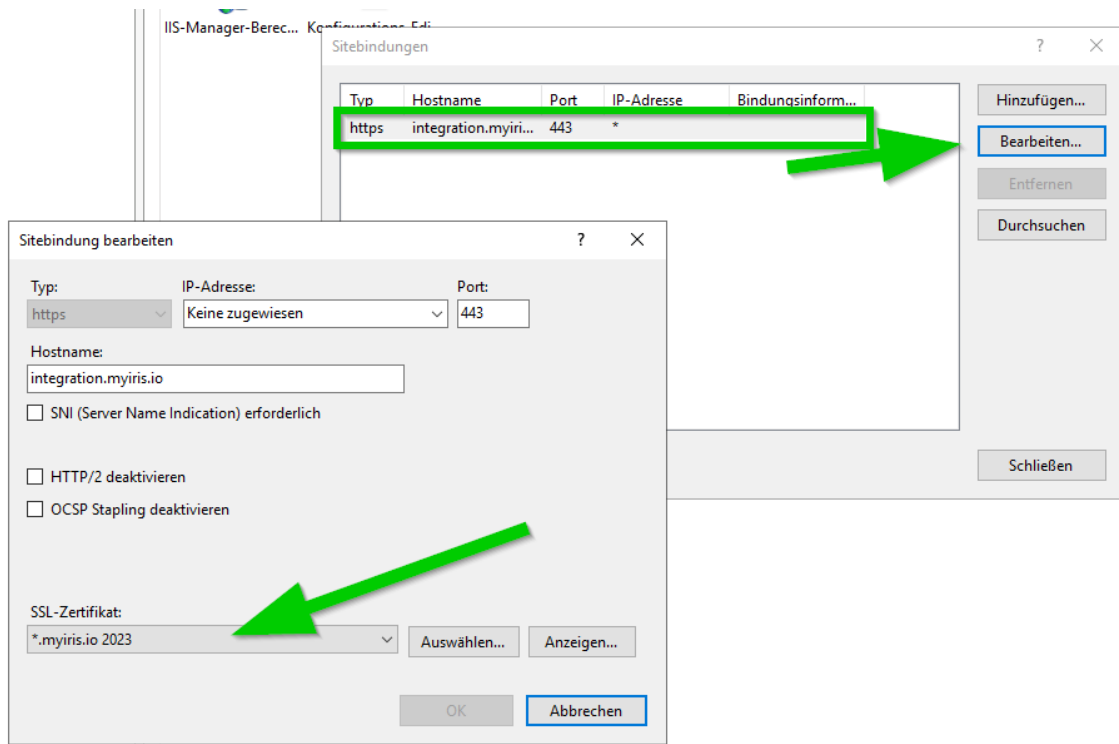 IIS-Manager-Berec...
Sitebindungen
Typ Hostname Port IP-Adresse Bindungsinform...
https integration.myiri... 443 *
Hinzufügen...
Bearbeiten...
Entfernen
Durchsuchen
Schließen
Sitebindung bearbeiten
Typ: IP-Adresse: Port:
https Keine zugewiesen 443
Hostname:
integration.myiris.io
SNI (Server Name Indication) erforderlich
HTTP/2 deaktivieren
OCSP Stapling deaktivieren
SSL-Zertifikat:
*.myiris.io 2023 Auswählen... Anzeigen...
OK Abbrechen